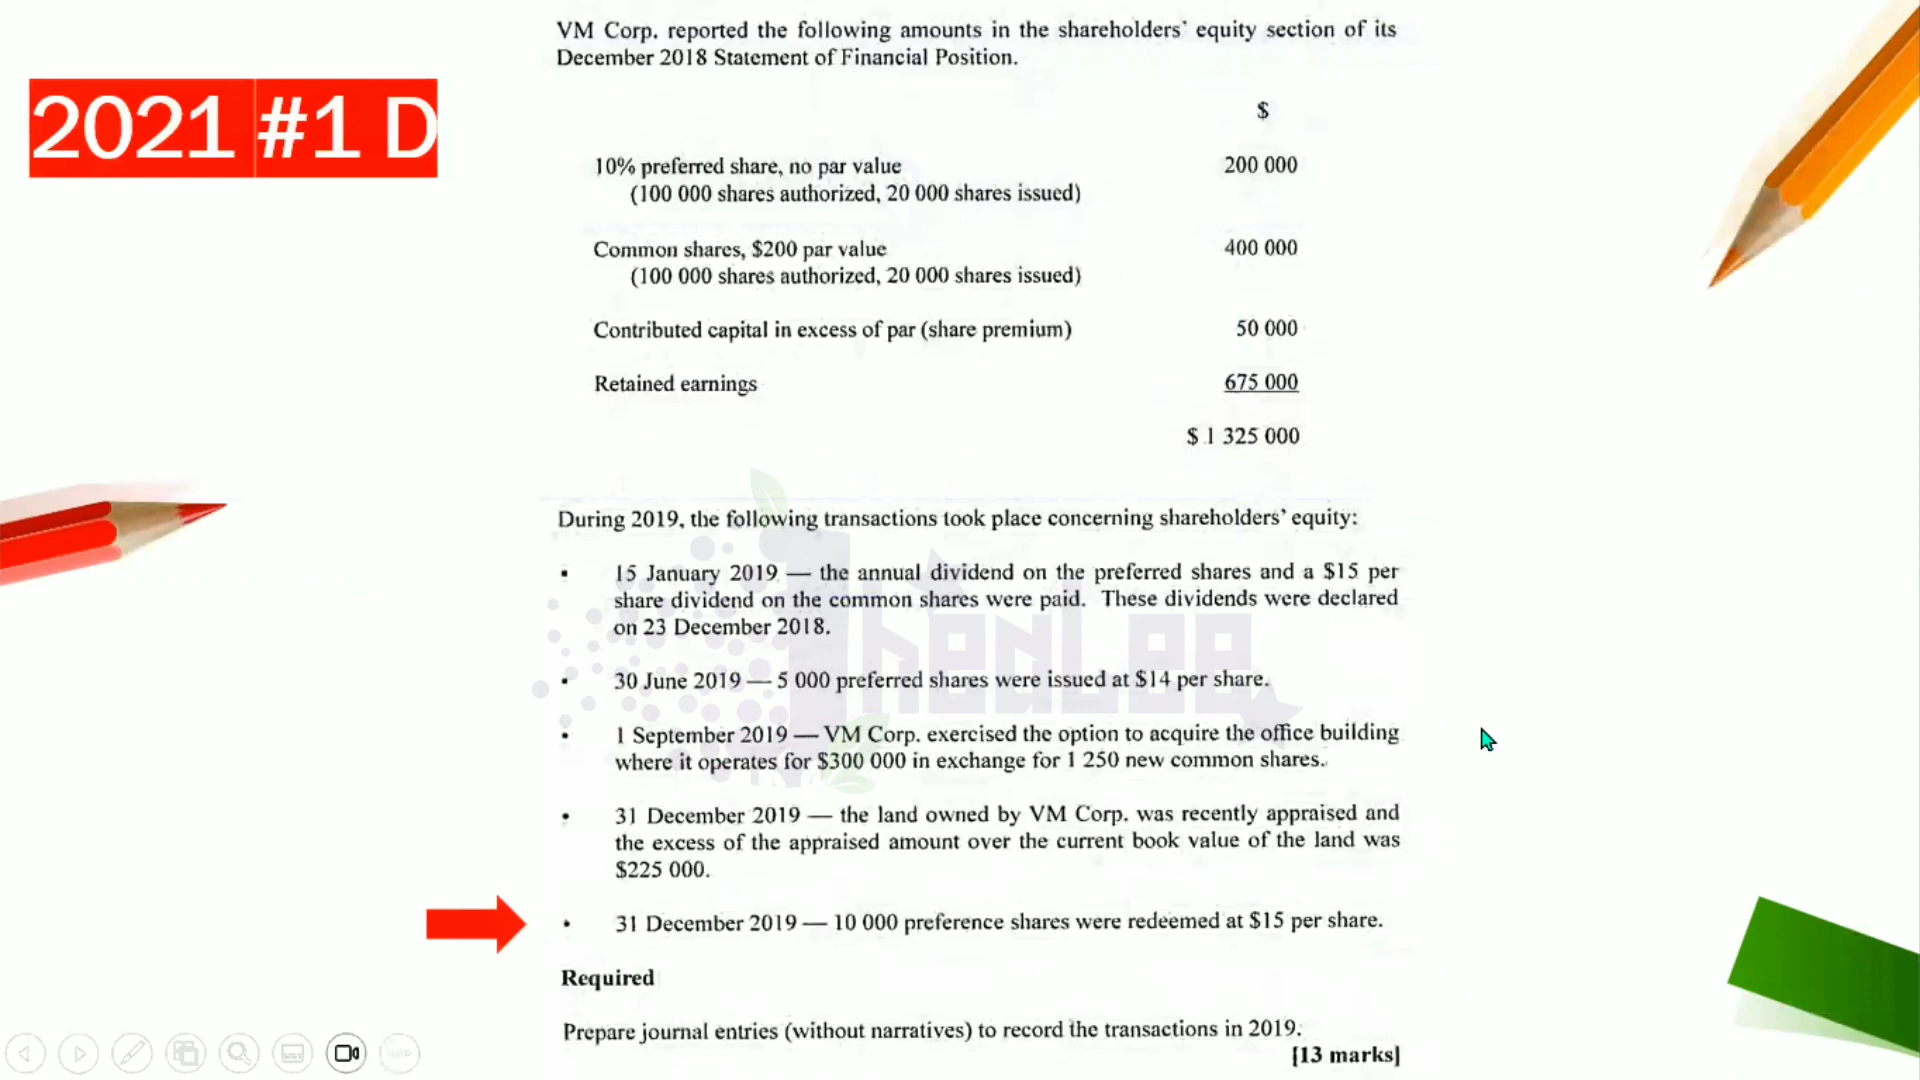 VM Corp. reported the following amounts in the shareholders' equity section of its
December 2018 Statement of Financial Position.
2021 #1 D
$
10% preferred share, no par value 200 000
(100 000 shares authorized, 20 000 shares issued)
Common shares, $200 par value 400 000
(100 000 shares authorized, 20 000 shares issued)
Contributed capital in excess of par (share premium) 50 000
Retained earnings 675 000
$ 1 325 000
During 2019, the following transactions took place concerning shareholders' equity:
• 15 January 2019 — the annual dividend on the preferred shares and a $15 per
share dividend on the common shares were paid. These dividends were declared
on 23 December 2018.
• 30 June 2019 — 5 000 preferred shares were issued at $14 per share.
• 1 September 2019 — VM Corp. exercised the option to acquire the office building
where it operates for $300 000 in exchange for 1 250 new common shares.
• 31 December 2019 — the land owned by VM Corp. was recently appraised and
the excess of the appraised amount over the current book value of the land was
$225 000.
• 31 December 2019 — 10 000 preference shares were redeemed at $15 per share.
Required
Prepare journal entries (without narratives) to record the transactions in 2019.
[13 marks]